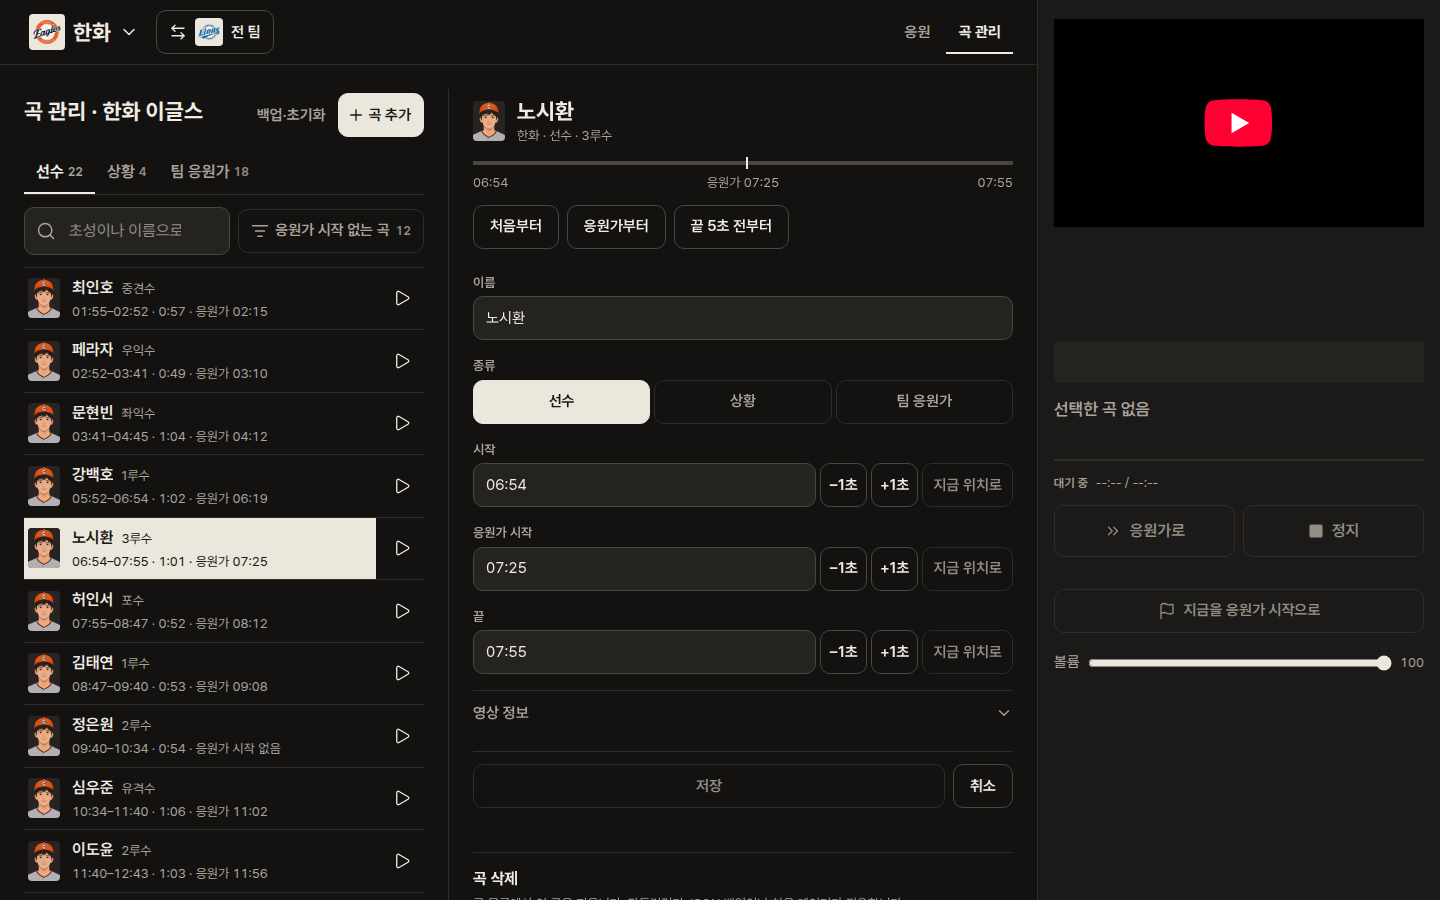 Eagles
한화
Lions
전 팀
응원
곡 관리
곡 관리 · 한화 이글스
백업·초기화
곡 추가
선수 22
상황 4
팀 응원가 18
초성이나 이름으로
응원가 시작 없는 곡 12
최인호 중견수
01:55–02:52 · 0:57 · 응원가 02:15
페라자 우익수
02:52–03:41 · 0:49 · 응원가 03:10
문현빈 좌익수
03:41–04:45 · 1:04 · 응원가 04:12
강백호 1루수
05:52–06:54 · 1:02 · 응원가 06:19
노시환 3루수
06:54–07:55 · 1:01 · 응원가 07:25
허인서 포수
07:55–08:47 · 0:52 · 응원가 08:12
김태연 1루수
08:47–09:40 · 0:53 · 응원가 09:08
정은원 2루수
09:40–10:34 · 0:54 · 응원가 시작 없음
심우준 유격수
10:34–11:40 · 1:06 · 응원가 11:02
이도윤 2루수
11:40–12:43 · 1:03 · 응원가 11:56
노시환
한화 · 선수 · 3루수
06:54
응원가 07:25
07:55
처음부터
응원가부터
끝 5초 전부터
이름
노시환
종류
선수
상황
팀 응원가
시작
06:54
−1초
+1초
지금 위치로
응원가 시작
07:25
−1초
+1초
지금 위치로
끝
07:55
−1초
+1초
지금 위치로
영상 정보
저장
취소
곡 삭제
선택한 곡 없음
대기 중 --:-- / --:--
응원가로
정지
지금을 응원가 시작으로
볼륨
100